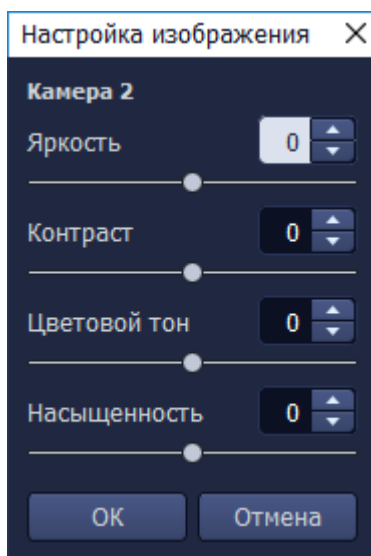 Настройка изображения
Камера 2
Яркость 0
Контраст 0
Цветовой тон 0
Насыщенность 0
ОК Отмена